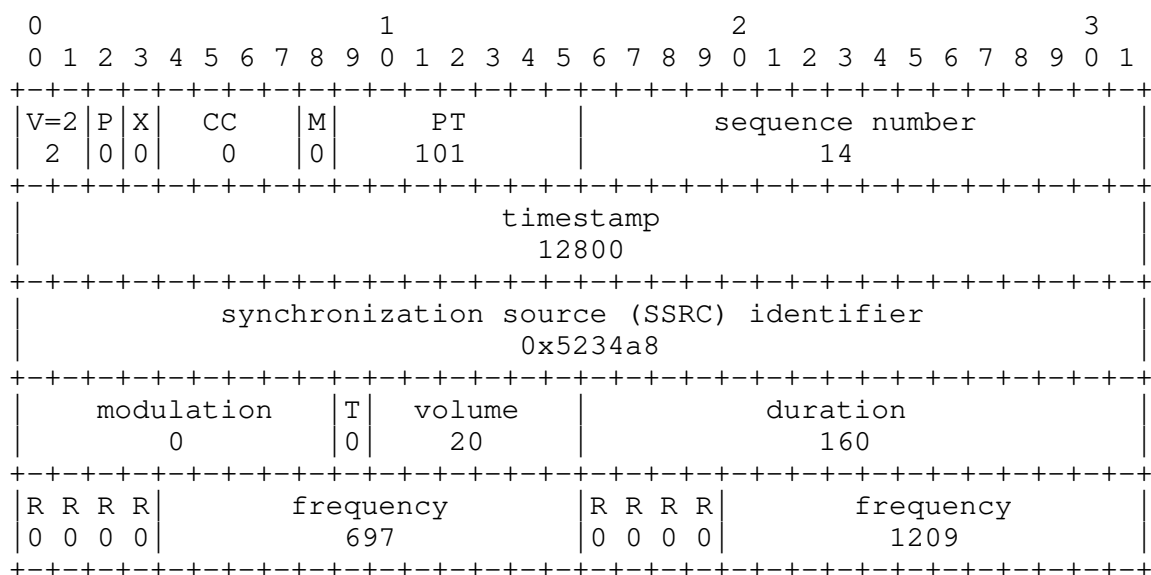 0                   1                   2                   3
 0 1 2 3 4 5 6 7 8 9 0 1 2 3 4 5 6 7 8 9 0 1 2 3 4 5 6 7 8 9 0 1
+-+-+-+-+-+-+-+-+-+-+-+-+-+-+-+-+-+-+-+-+-+-+-+-+-+-+-+-+-+-+-+-+
|V=2|P|X|  CC   |M|     PT      |       sequence number         |
| 2 |0|0|   0   |0|    101      |             14                |
+-+-+-+-+-+-+-+-+-+-+-+-+-+-+-+-+-+-+-+-+-+-+-+-+-+-+-+-+-+-+-+-+
|                           timestamp                           |
|                             12800                             |
+-+-+-+-+-+-+-+-+-+-+-+-+-+-+-+-+-+-+-+-+-+-+-+-+-+-+-+-+-+-+-+-+
|           synchronization source (SSRC) identifier            |
|                            0x5234a8                           |
+-+-+-+-+-+-+-+-+-+-+-+-+-+-+-+-+-+-+-+-+-+-+-+-+-+-+-+-+-+-+-+-+
|    modulation   |T|  volume   |          duration             |
|        0        |0|    20     |             160               |
+-+-+-+-+-+-+-+-+-+-+-+-+-+-+-+-+-+-+-+-+-+-+-+-+-+-+-+-+-+-+-+-+
|R R R R|       frequency       |R R R R|       frequency       |
|0 0 0 0|          697          |0 0 0 0|         1209          |
+-+-+-+-+-+-+-+-+-+-+-+-+-+-+-+-+-+-+-+-+-+-+-+-+-+-+-+-+-+-+-+-+